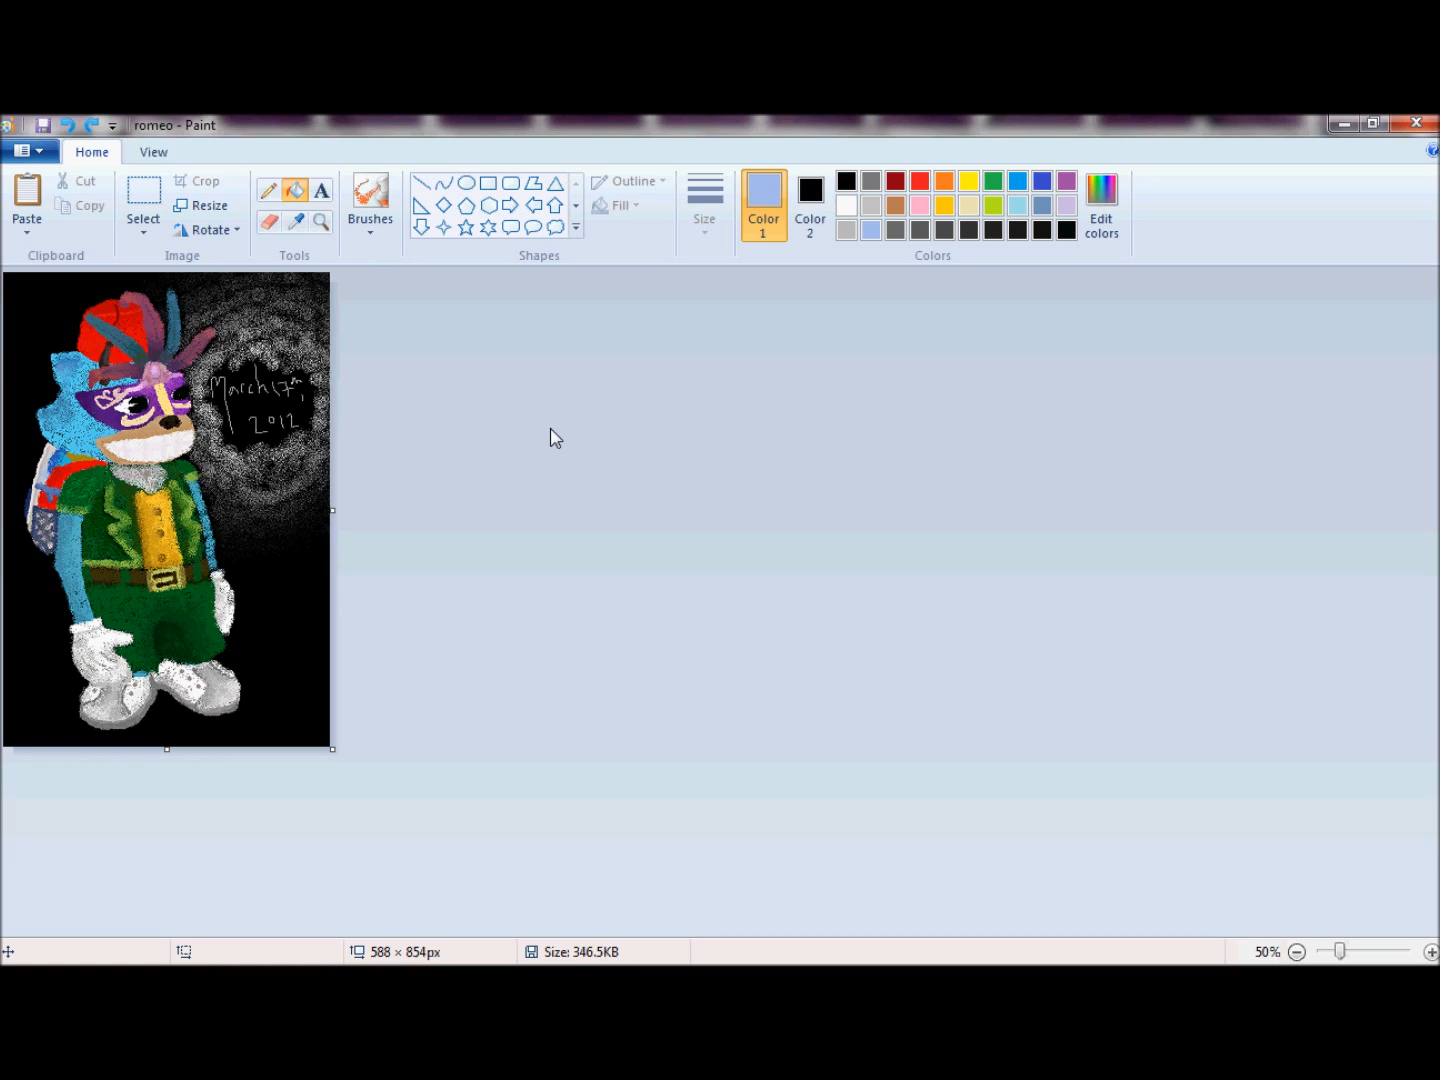 romeo - Paint
Home View
Paste
Cut
Copy
Clipboard
Select
Crop
Resize
Rotate
Image
A
Tools
Brushes
Shapes
Outline
Fill
Size
Color 1
Color 2
Edit colors
Colors
March 17th,
2012
588 × 854px
Size: 346.5KB
50%